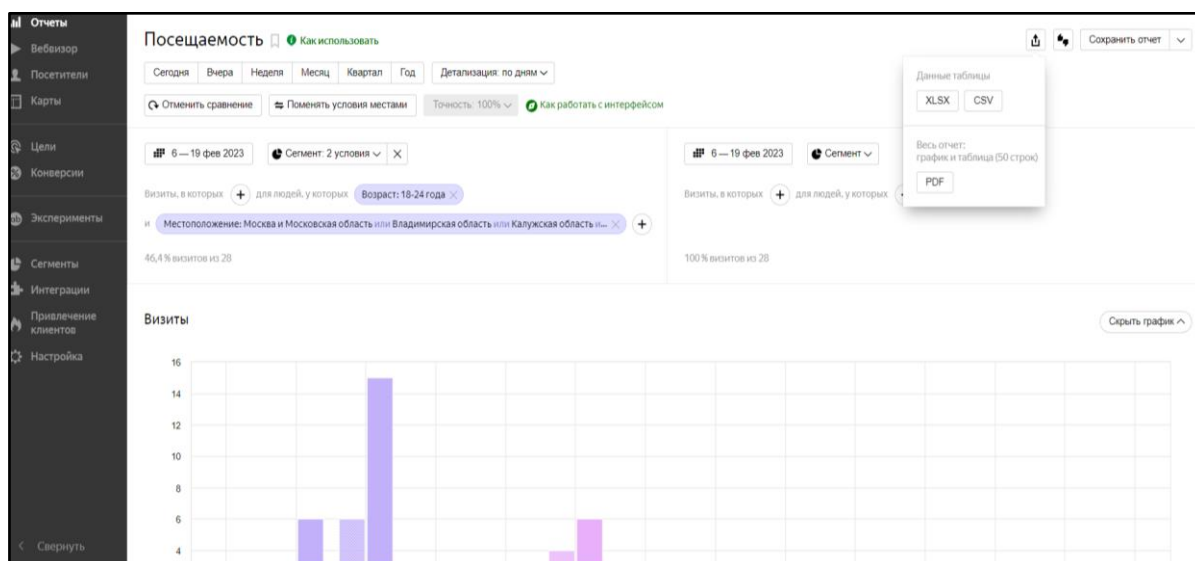 Отчеты
Вебвизор
Посетители
Карты
Цели
Конверсии
Эксперименты
Сегменты
Интеграции
Привлечение
клиентов
Настройка
Свернуть
Посещаемость Как использовать
Сохранить отчет
Сегодня Вчера Неделя Месяц Квартал Год Детализация: по дням
Отменить сравнение Поменять условия местами Точность: 100% Как работать с интерфейсом
Данные таблицы
XLSX CSV
Весь отчет:
график и таблица (50 строк)
PDF
6 — 19 фев 2023 Сегмент: 2 условия
Визиты, в которых + для людей, у которых Возраст: 18-24 года
и Местоположение: Москва и Московская область или Владимирская область или Калужская область и... +
46,4 % визитов из 28
6 — 19 фев 2023 Сегмент
Визиты, в которых + для людей, у которых
100 % визитов из 28
Визиты
Скрыть график
16
14
12
10
8
6
4